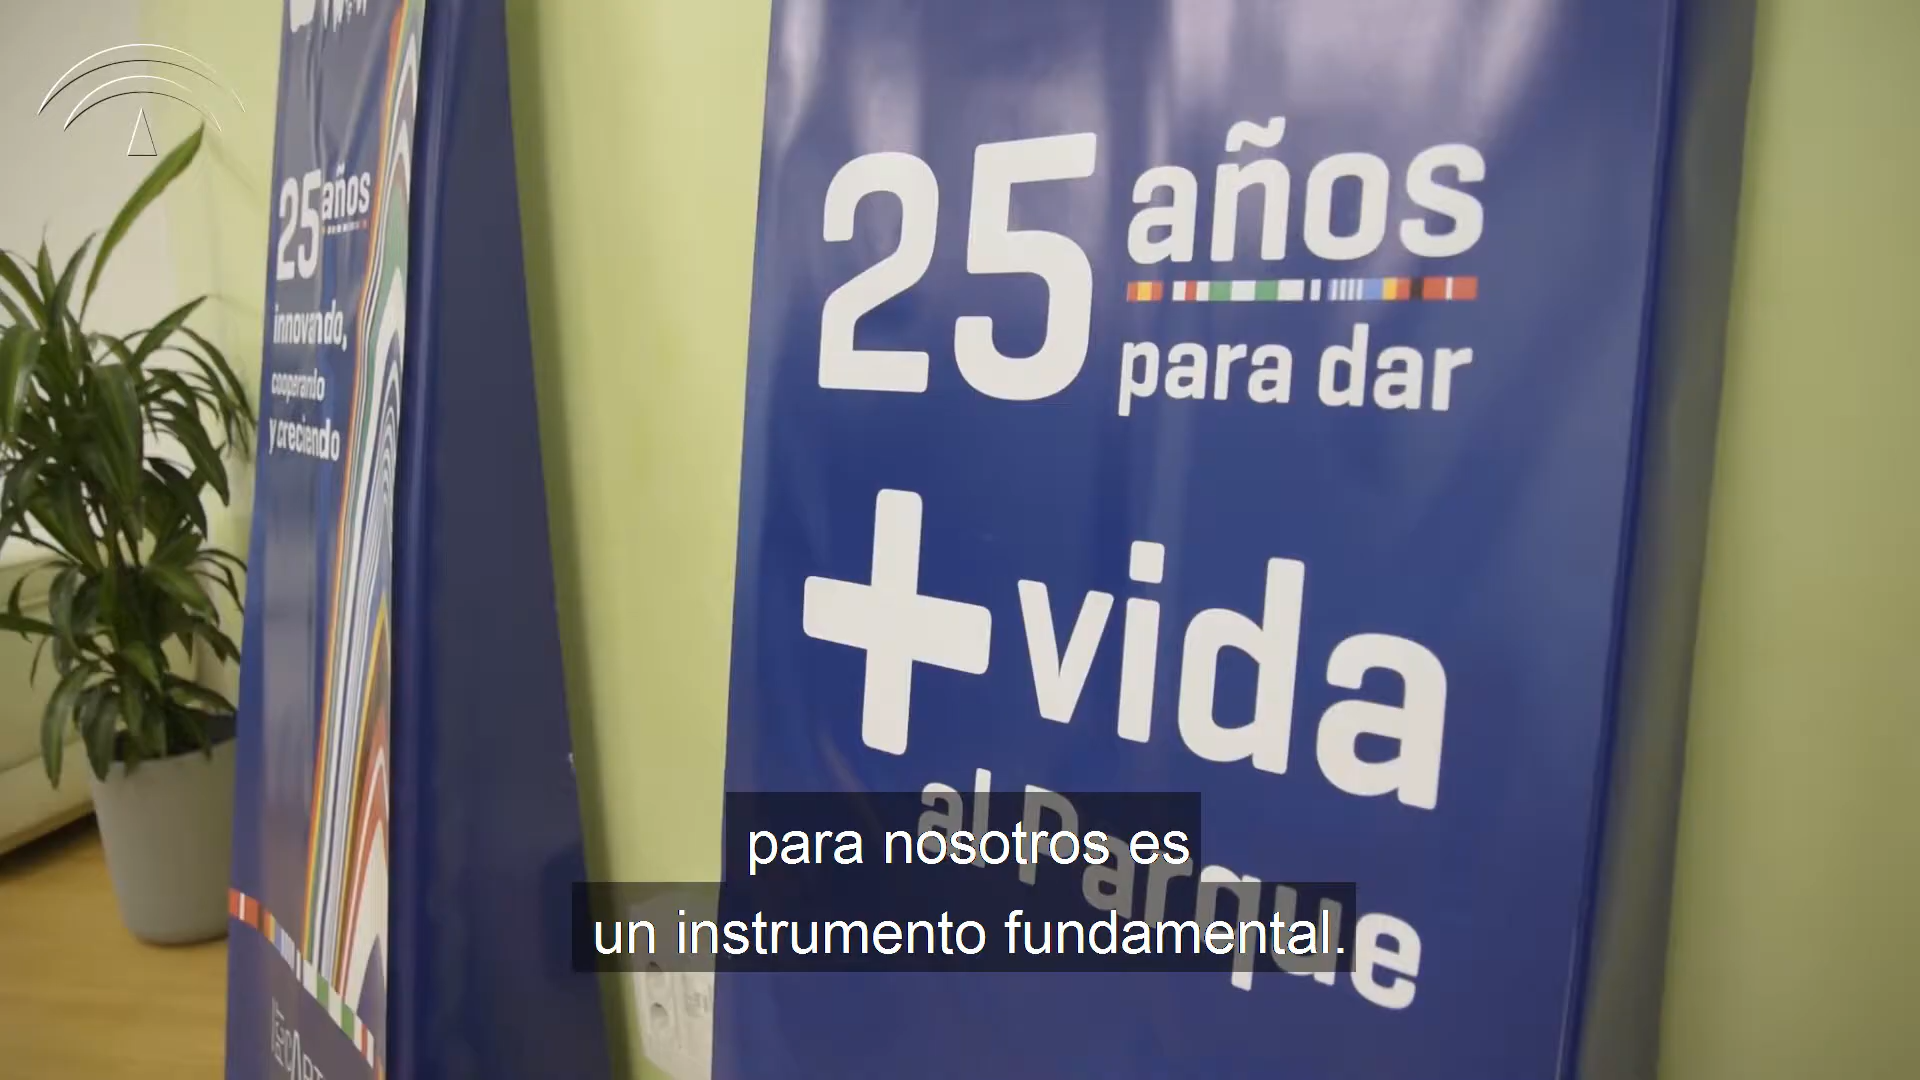 25 años
innovando,
cooperando
y creciendo
25 años
para dar
+vida
al Parque
para nosotros es
un instrumento fundamental.